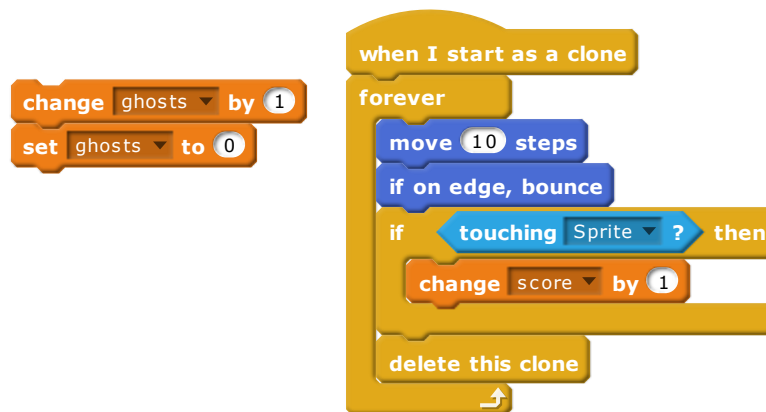 change ghosts by 1
set ghosts to 0
when I start as a clone
forever
move 10 steps
if on edge, bounce
if touching Sprite ? then
change score by 1
delete this clone